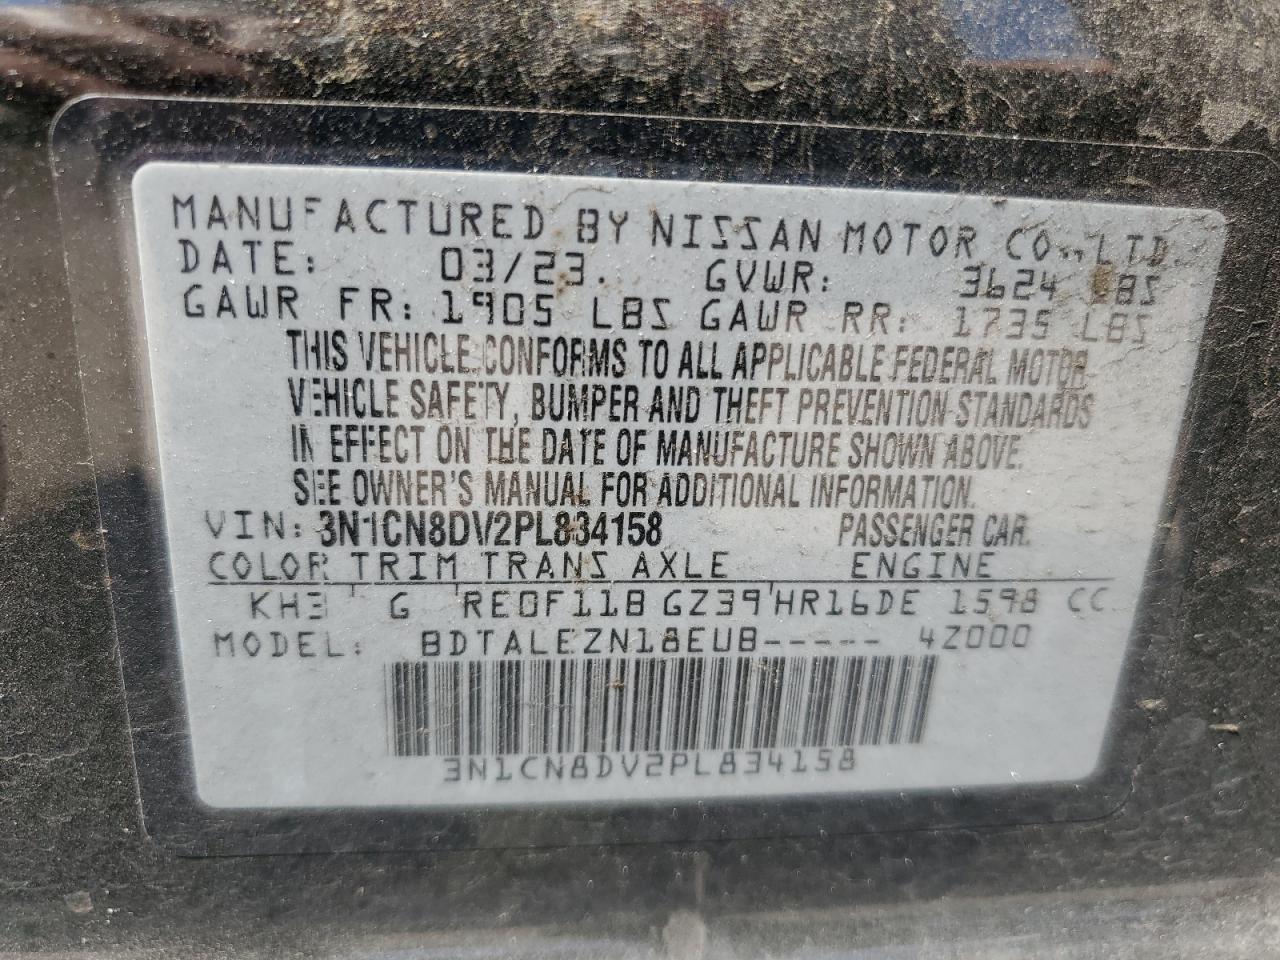 MANUFACTURED BY NISSAN MOTOR CO., LTD.
DATE: 03/23. GVWR: 3624 LBS
GAWR FR: 1905 LBS GAWR RR: 1735 LBS
THIS VEHICLE CONFORMS TO ALL APPLICABLE FEDERAL MOTOR
VEHICLE SAFETY, BUMPER AND THEFT PREVENTION STANDARDS
IN EFFECT ON THE DATE OF MANUFACTURE SHOWN ABOVE.
SEE OWNER'S MANUAL FOR ADDITIONAL INFORMATION.
VIN: 3N1CN8DV2PL834158 PASSENGER CAR.
COLOR TRIM TRANS AXLE ENGINE
KH3 G RE0F11B GZ39 HR16DE 1598 CC
MODEL: BDTALEZN18EUB----- 4Z000
3N1CN8DV2PL834158